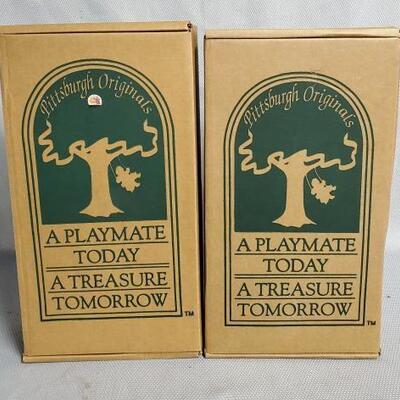 Pittsburgh Originals
A PLAYMATE
TODAY
A TREASURE
TOMORROW
TM
Pittsburgh Originals
A PLAYMATE
TODAY
A TREASURE
TOMORROW
TM